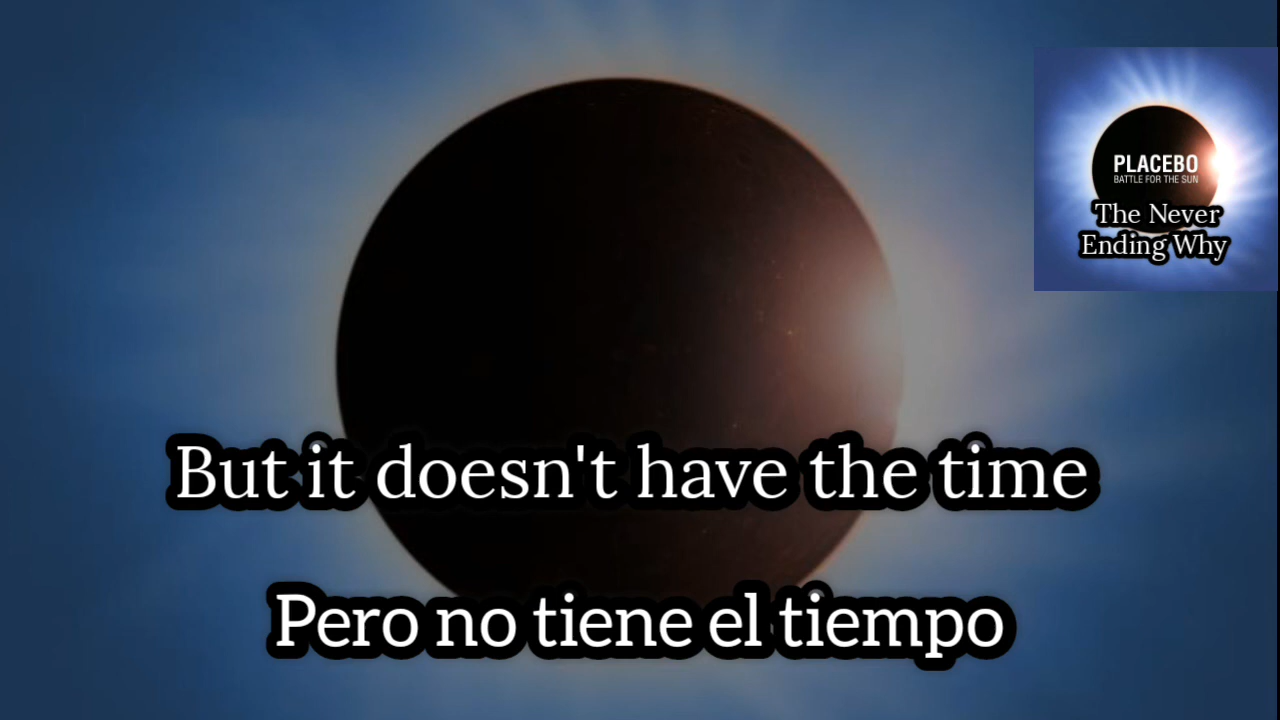 PLACEBO
BATTLE FOR THE SUN
The Never
Ending Why
But it doesn't have the time
Pero no tiene el tiempo